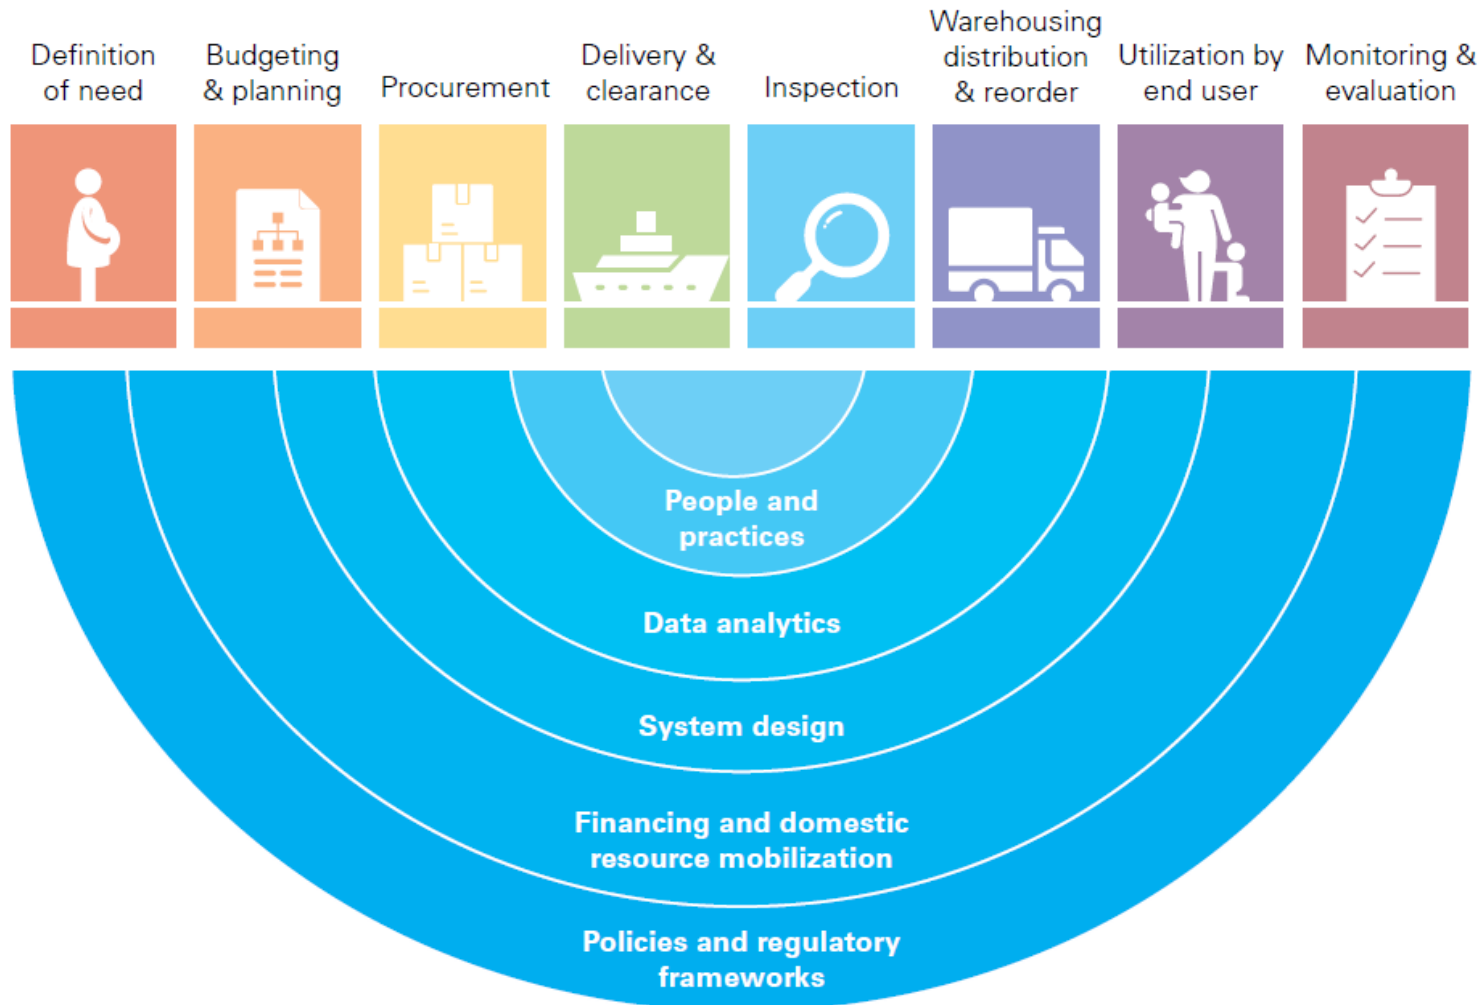 Definition
of need
Budgeting
& planning
Procurement
Delivery &
clearance
Inspection
Warehousing
distribution
& reorder
Utilization by
end user
Monitoring &
evaluation
People and
practices
Data analytics
System design
Financing and domestic
resource mobilization
Policies and regulatory
frameworks